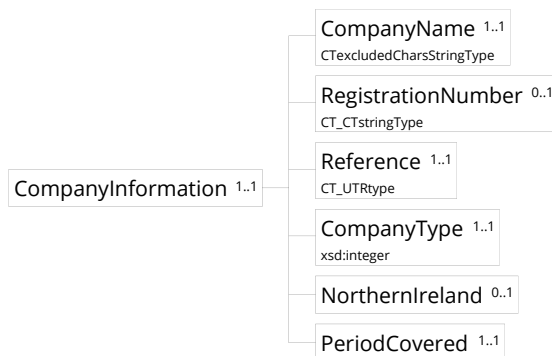 CompanyName 1..1
CTexcludedCharsStringType
RegistrationNumber 0..1
CT_CTstringType
CompanyInformation 1..1
Reference 1..1
CT_UTRtype
CompanyType 1..1
xsd:integer
NorthernIreland 0..1
PeriodCovered 1..1